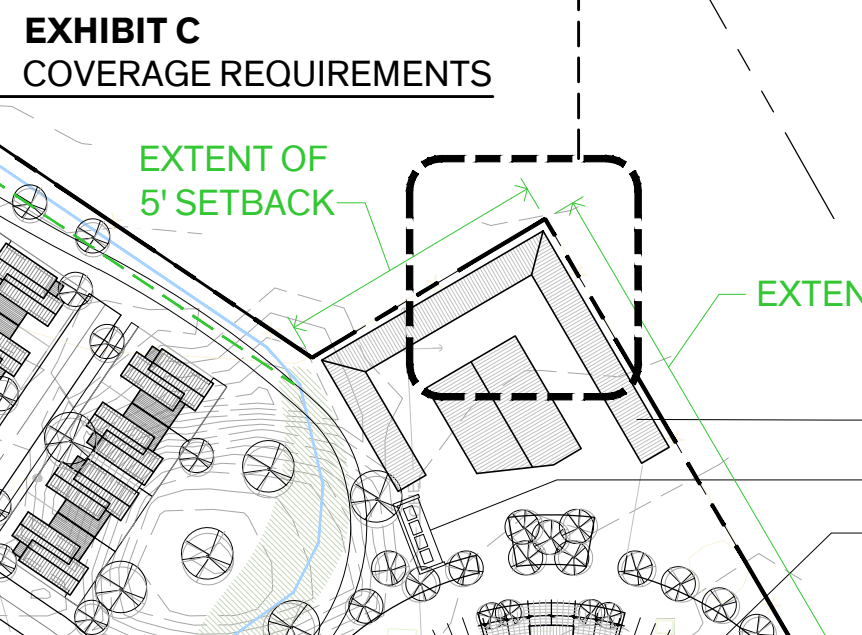 EXHIBIT C
COVERAGE REQUIREMENTS
EXTENT OF
5' SETBACK
EXTEN